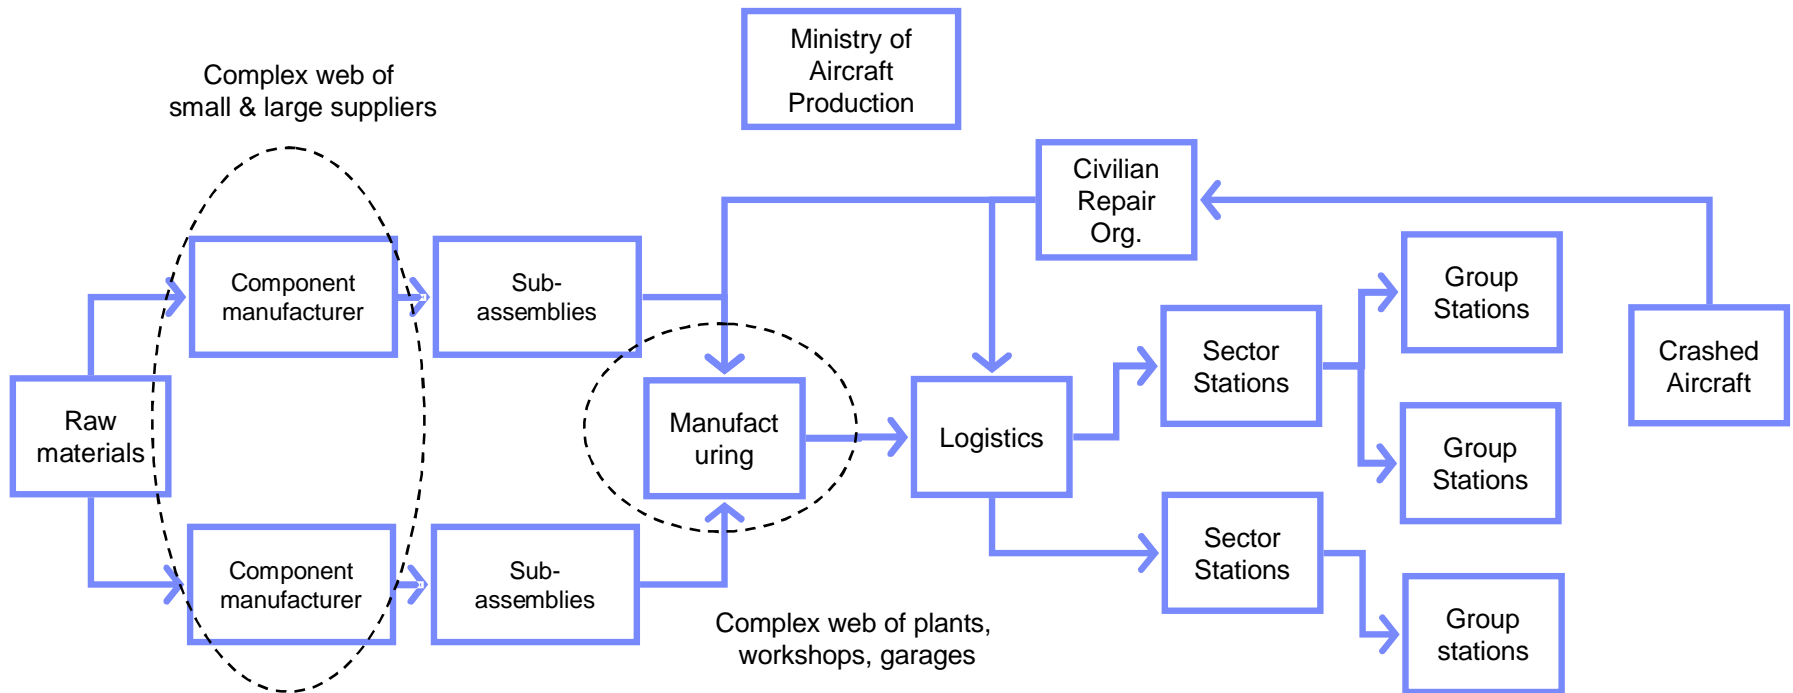 Ministry of
Aircraft
Production
Complex web of
small & large suppliers
Civilian
Repair
Org.
Component
manufacturer
Sub-
assemblies
Group
Stations
Raw
materials
Manufact
uring
Logistics
Sector
Stations
Crashed
Aircraft
Group
Stations
Component
manufacturer
Sub-
assemblies
Sector
Stations
Complex web of plants,
workshops, garages
Group
stations